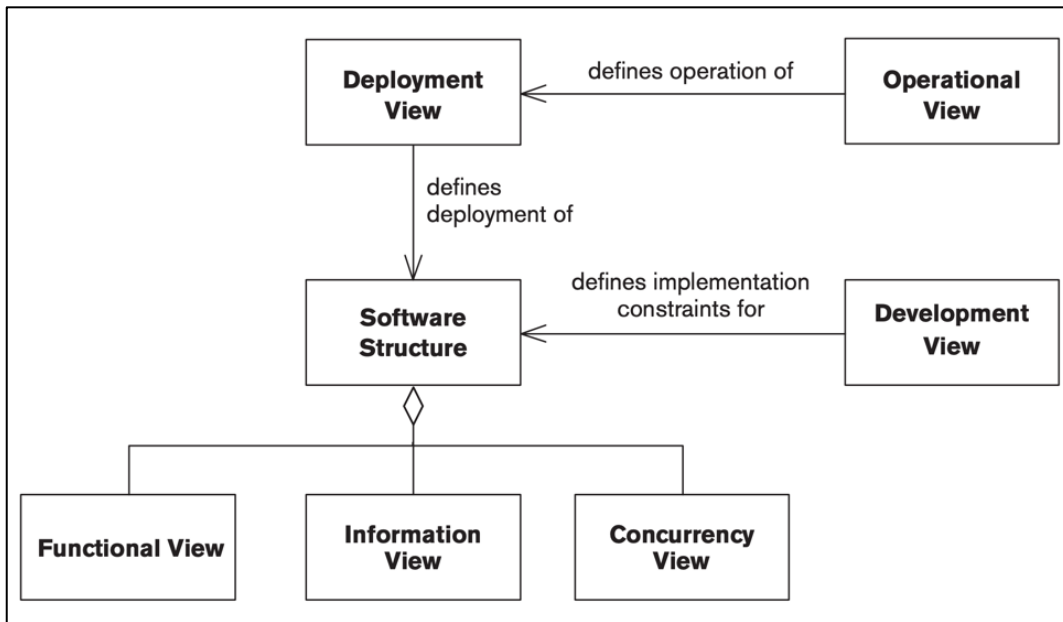 Deployment
View
defines operation of
Operational
View
defines
deployment of
Software
Structure
defines implementation
constraints for
Development
View
Functional View
Information
View
Concurrency
View